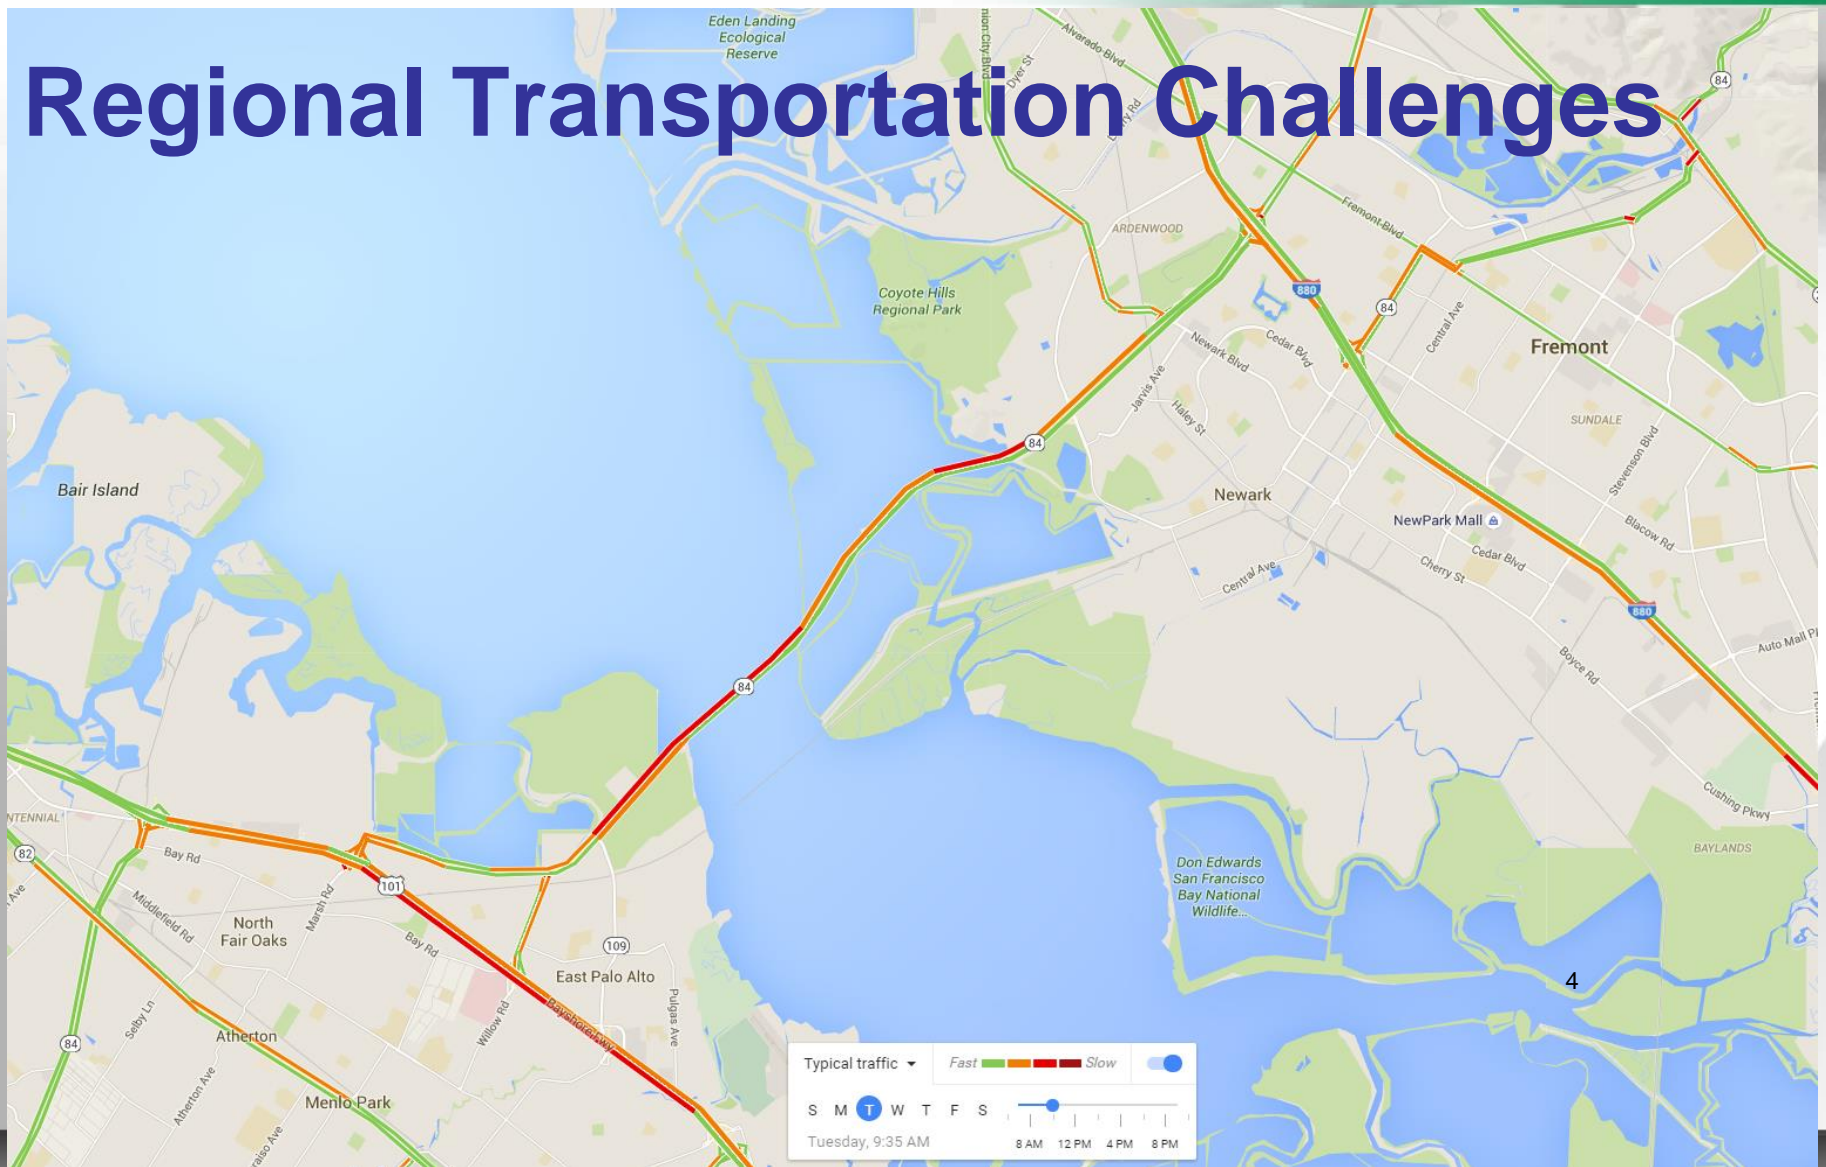 Eden Landing
Ecological
Reserve
Alvarado Blvd
Dyer St
84
Regional Transportation Challenges
Fremont Blvd
ARDENWOOD
Coyote Hills
Regional Park
880
84
Central Ave
Newark Blvd
Cedar Blvd
Fremont
Jarvis Ave
Haley St
SUNDALE
84
Stevenson Blvd
Bair Island
Newark
NewPark Mall
Blacow Rd
Cedar Blvd
Cherry St
Central Ave
880
Auto Mall
Boyce Rd
84
Cushing Pkwy
BAYLANDS
82
Bay Rd
101
Marsh Rd
Middlefield Rd
North
Fair Oaks
Bay Rd
109
Don Edwards
San Francisco
Bay National
Wildlife...
East Palo Alto
4
Pulgas Ave
Willow Rd
Bayshore Fwy
Selby Ln
Atherton
84
Atherton Ave
Menlo Park
Typical traffic
Fast
Slow
S M T W T F S
Tuesday, 9:35 AM
8 AM 12 PM 4 PM 8 PM